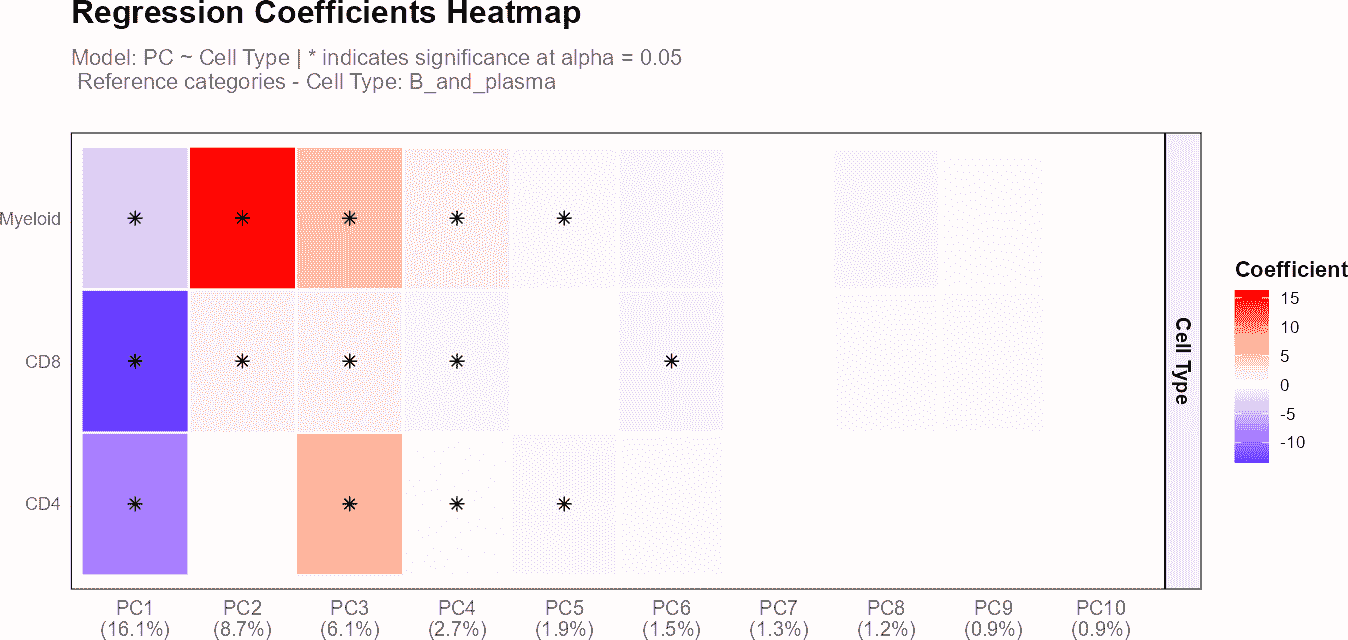 Regression Coefficients Heatmap
Model: PC ~ Cell Type | * indicates significance at alpha = 0.05
Reference categories - Cell Type: B_and_plasma
Myeloid
* * * * *
CD8
* * * * *
CD4
* * * *
Cell Type
Coefficient
15
10
5
0
-5
-10
PC1 PC2 PC3 PC4 PC5 PC6 PC7 PC8 PC9 PC10
(16.1%) (8.7%) (6.1%) (2.7%) (1.9%) (1.5%) (1.3%) (1.2%) (0.9%) (0.9%)